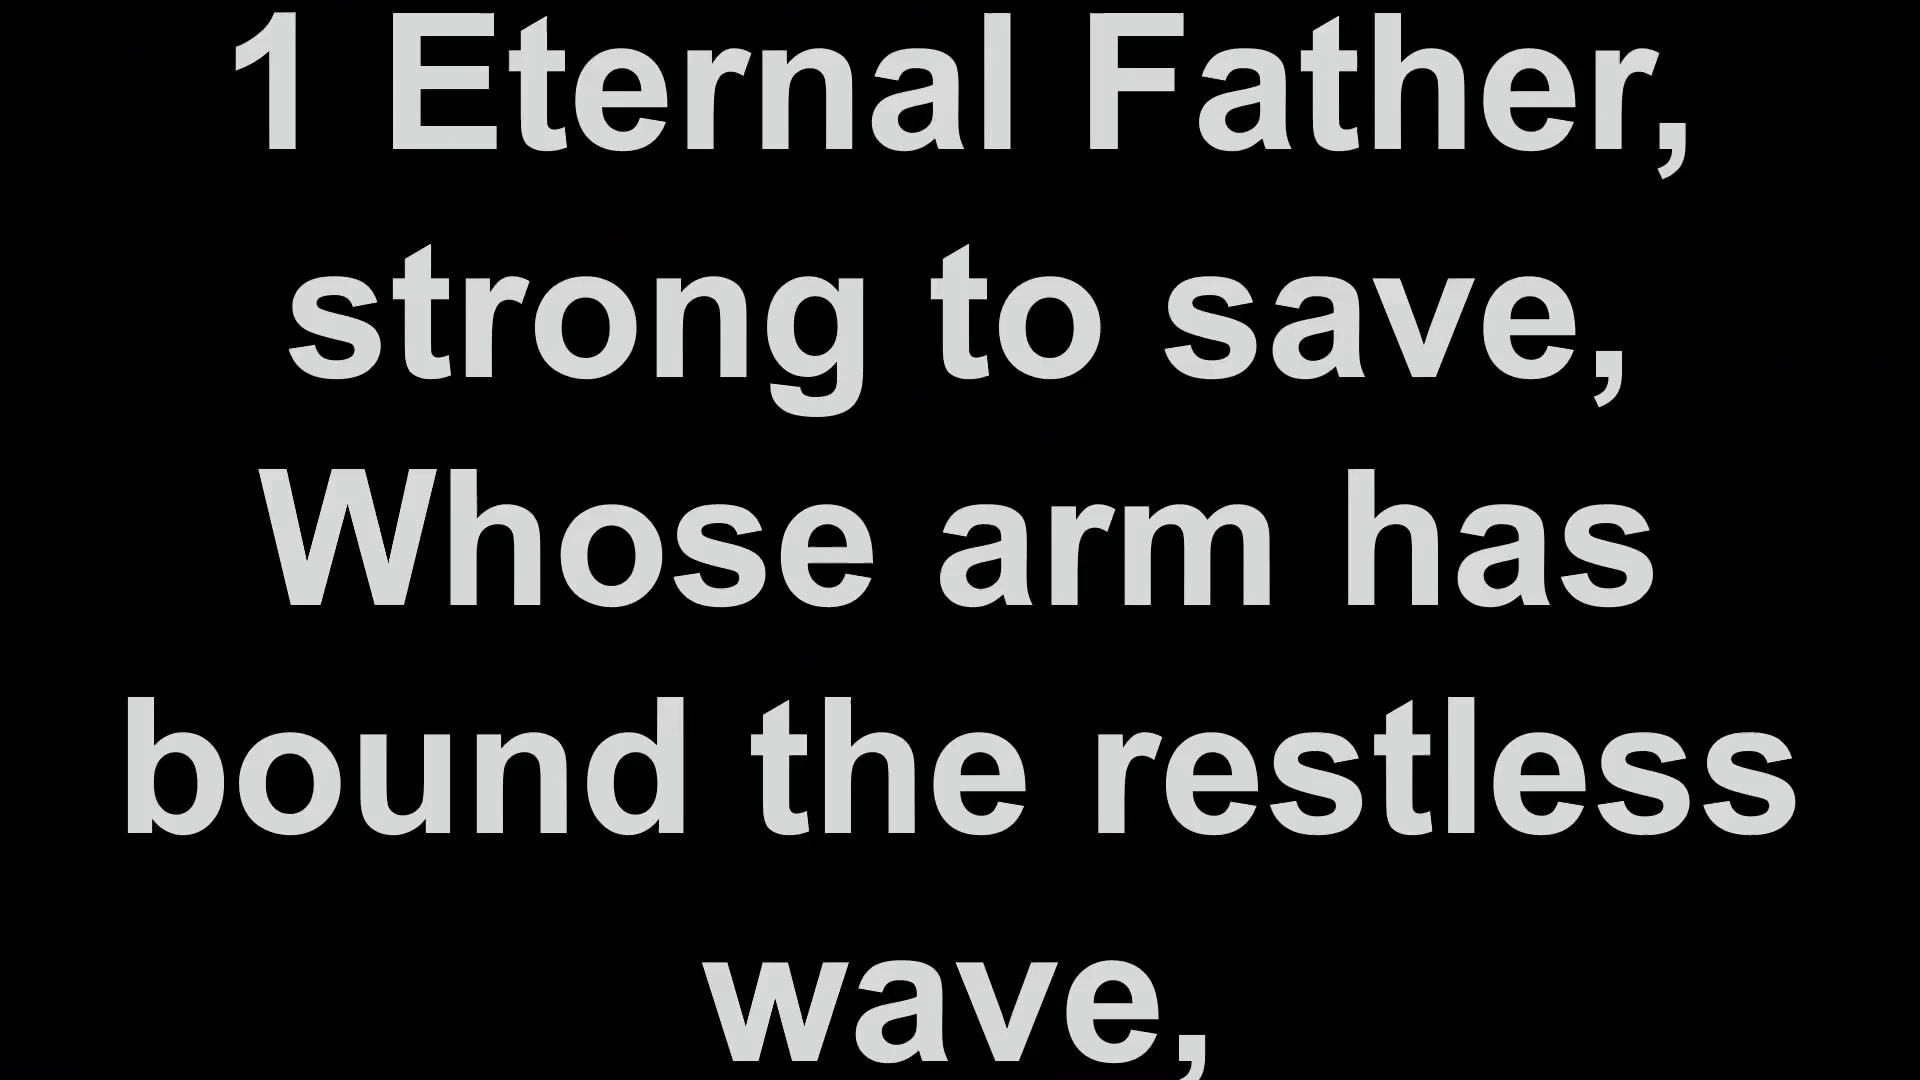 1 Eternal Father,
strong to save,
Whose arm has
bound the restless
wave,